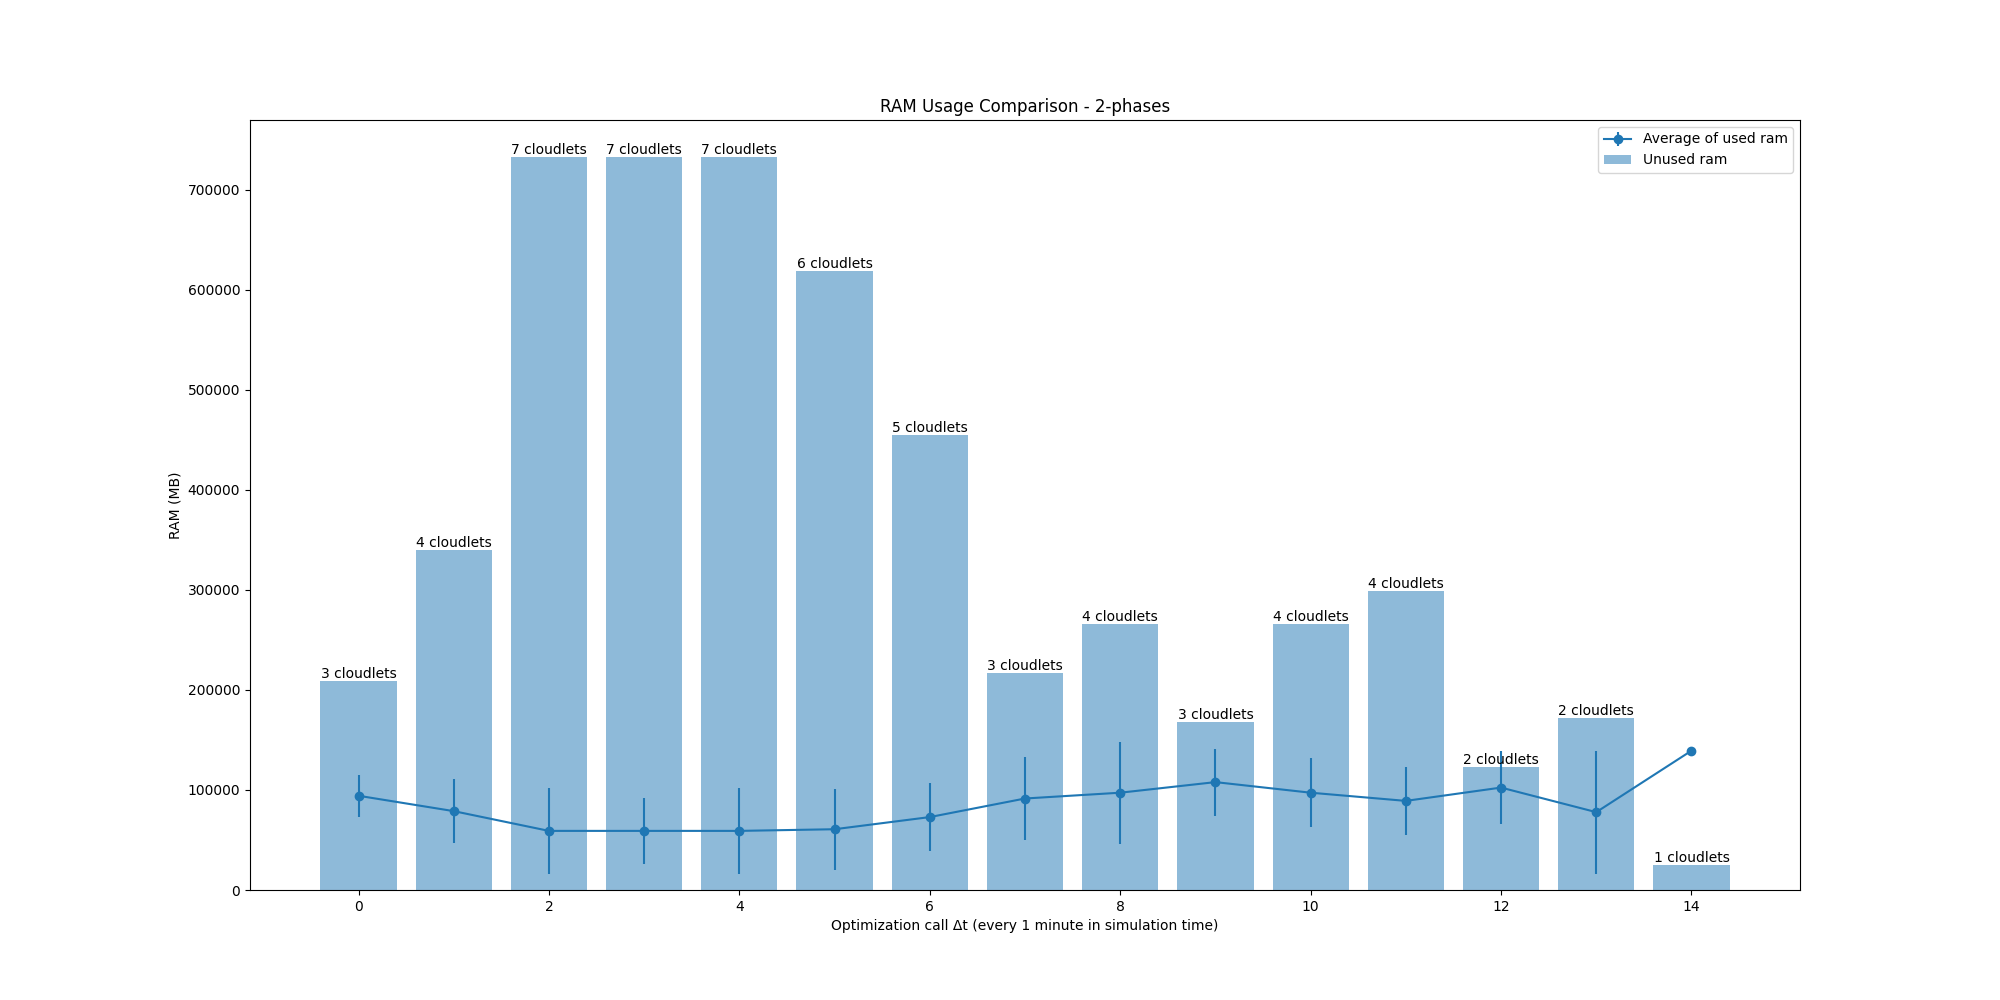 RAM Usage Comparison - 2-phases
Average of used ram
Unused ram
7 cloudlets
7 cloudlets
7 cloudlets
6 cloudlets
5 cloudlets
4 cloudlets
3 cloudlets
3 cloudlets
4 cloudlets
3 cloudlets
4 cloudlets
4 cloudlets
2 cloudlets
2 cloudlets
1 cloudlets
700000
600000
500000
400000
300000
200000
100000
0
RAM (MB)
0 2 4 6 8 10 12 14
Optimization call Δt (every 1 minute in simulation time)